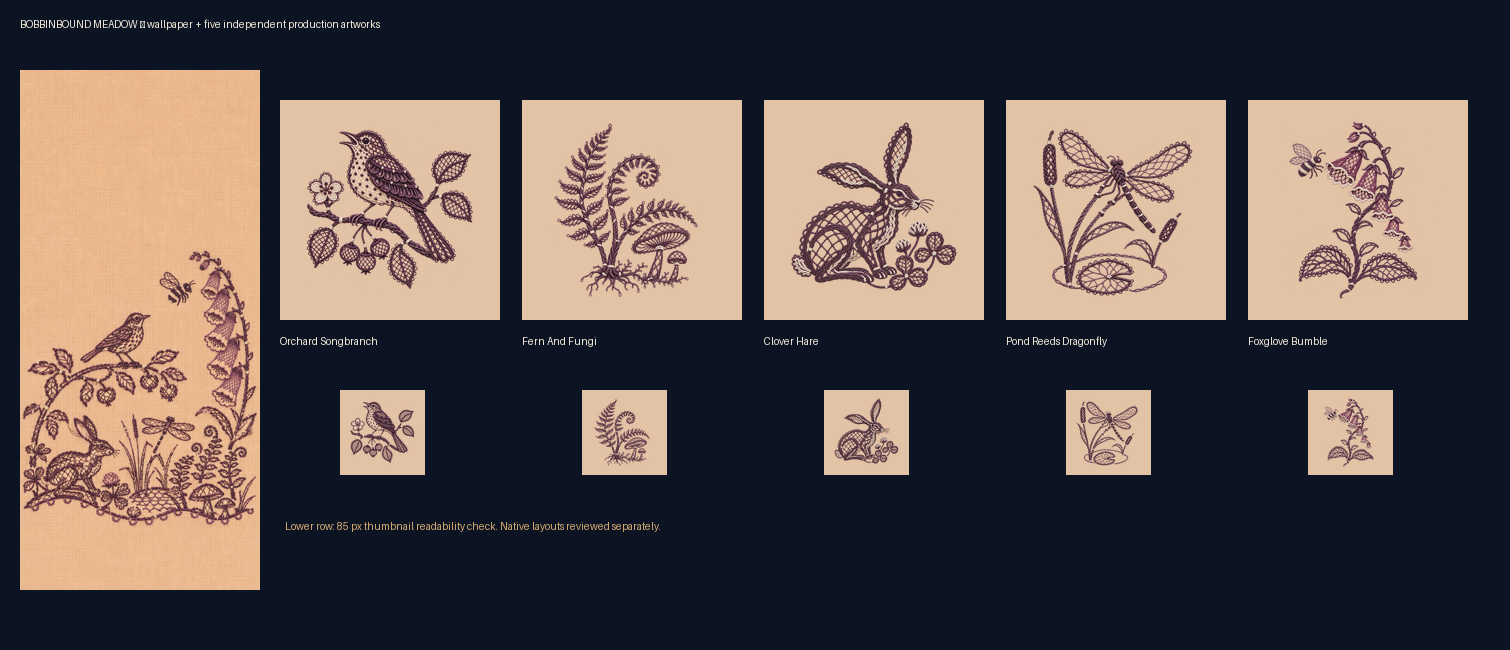 BOBBINBOUND MEADOW wallpaper + five independent production artworks
Orchard Songbranch
Fern And Fungi
Clover Hare
Pond Reeds Dragonfly
Foxglove Bumble
Lower row: 85 px thumbnail readability check. Native layouts reviewed separately.